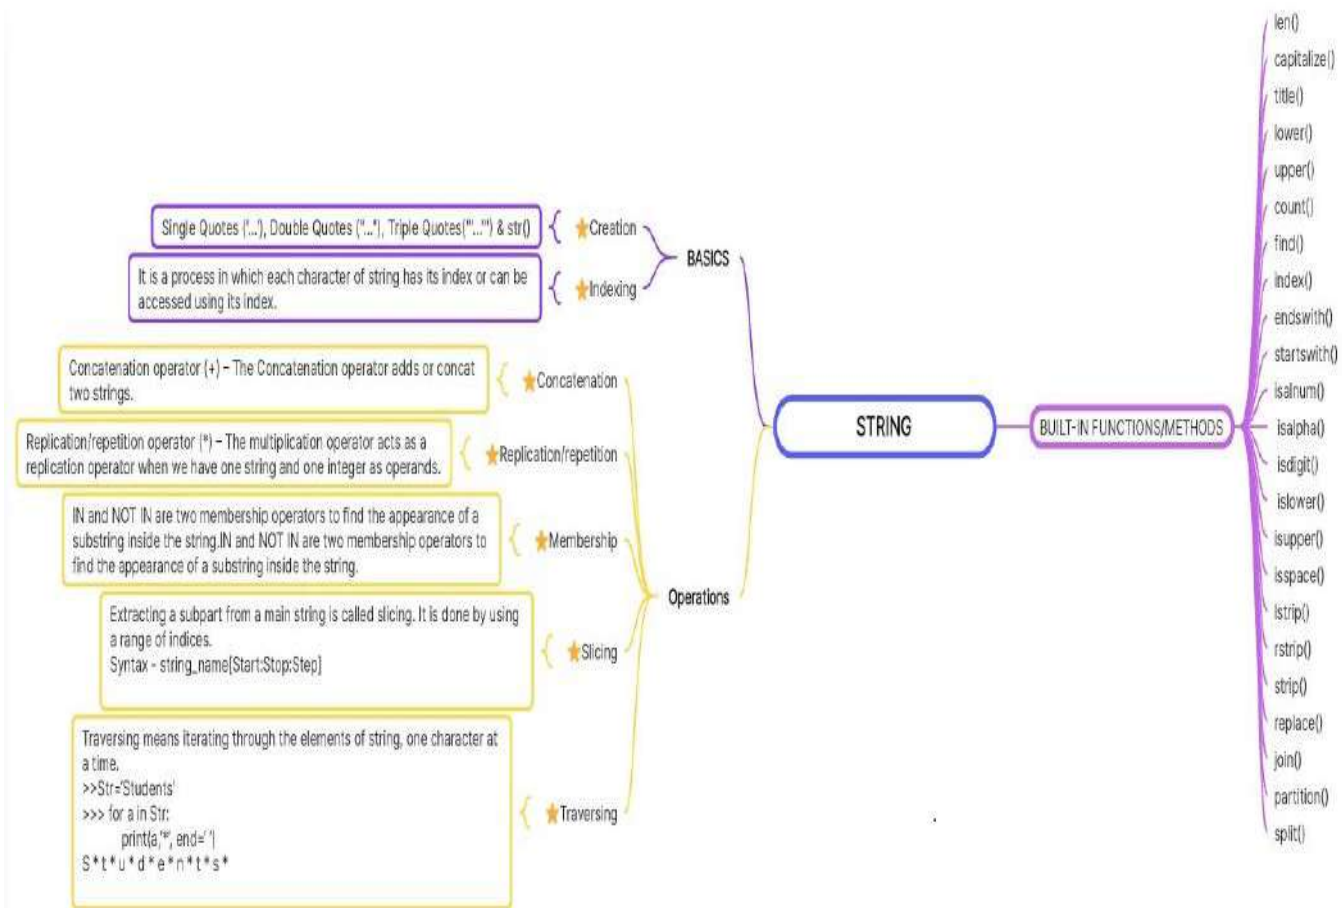 STRING
BASICS
Creation
Single Quotes ('...'), Double Quotes ("..."), Triple Quotes("'...'") & str()
Indexing
It is a process in which each character of string has its index or can be
accessed using its index.
Operations
Concatenation
Concatenation operator (+) – The Concatenation operator adds or concat
two strings.
Replication/repetition
Replication/repetition operator (*) – The multiplication operator acts as a
replication operator when we have one string and one integer as operands.
Membership
IN and NOT IN are two membership operators to find the appearance of a
substring inside the string.IN and NOT IN are two membership operators to
find the appearance of a substring inside the string.
Slicing
Extracting a subpart from a main string is called slicing. It is done by using
a range of indices.
Syntax - string_name[Start:Stop:Step]
Traversing
Traversing means iterating through the elements of string, one character at
a time.
>>Str='Students'
>>> for a in Str:
print(a,'*', end=' ')
S * t * u * d * e * n * t * s *
BUILT-IN FUNCTIONS/METHODS
len()
capitalize()
title()
lower()
upper()
count()
find()
index()
endswith()
startswith()
isalnum()
isalpha()
isdigit()
islower()
isupper()
isspace()
lstrip()
rstrip()
strip()
replace()
join()
partition()
split()